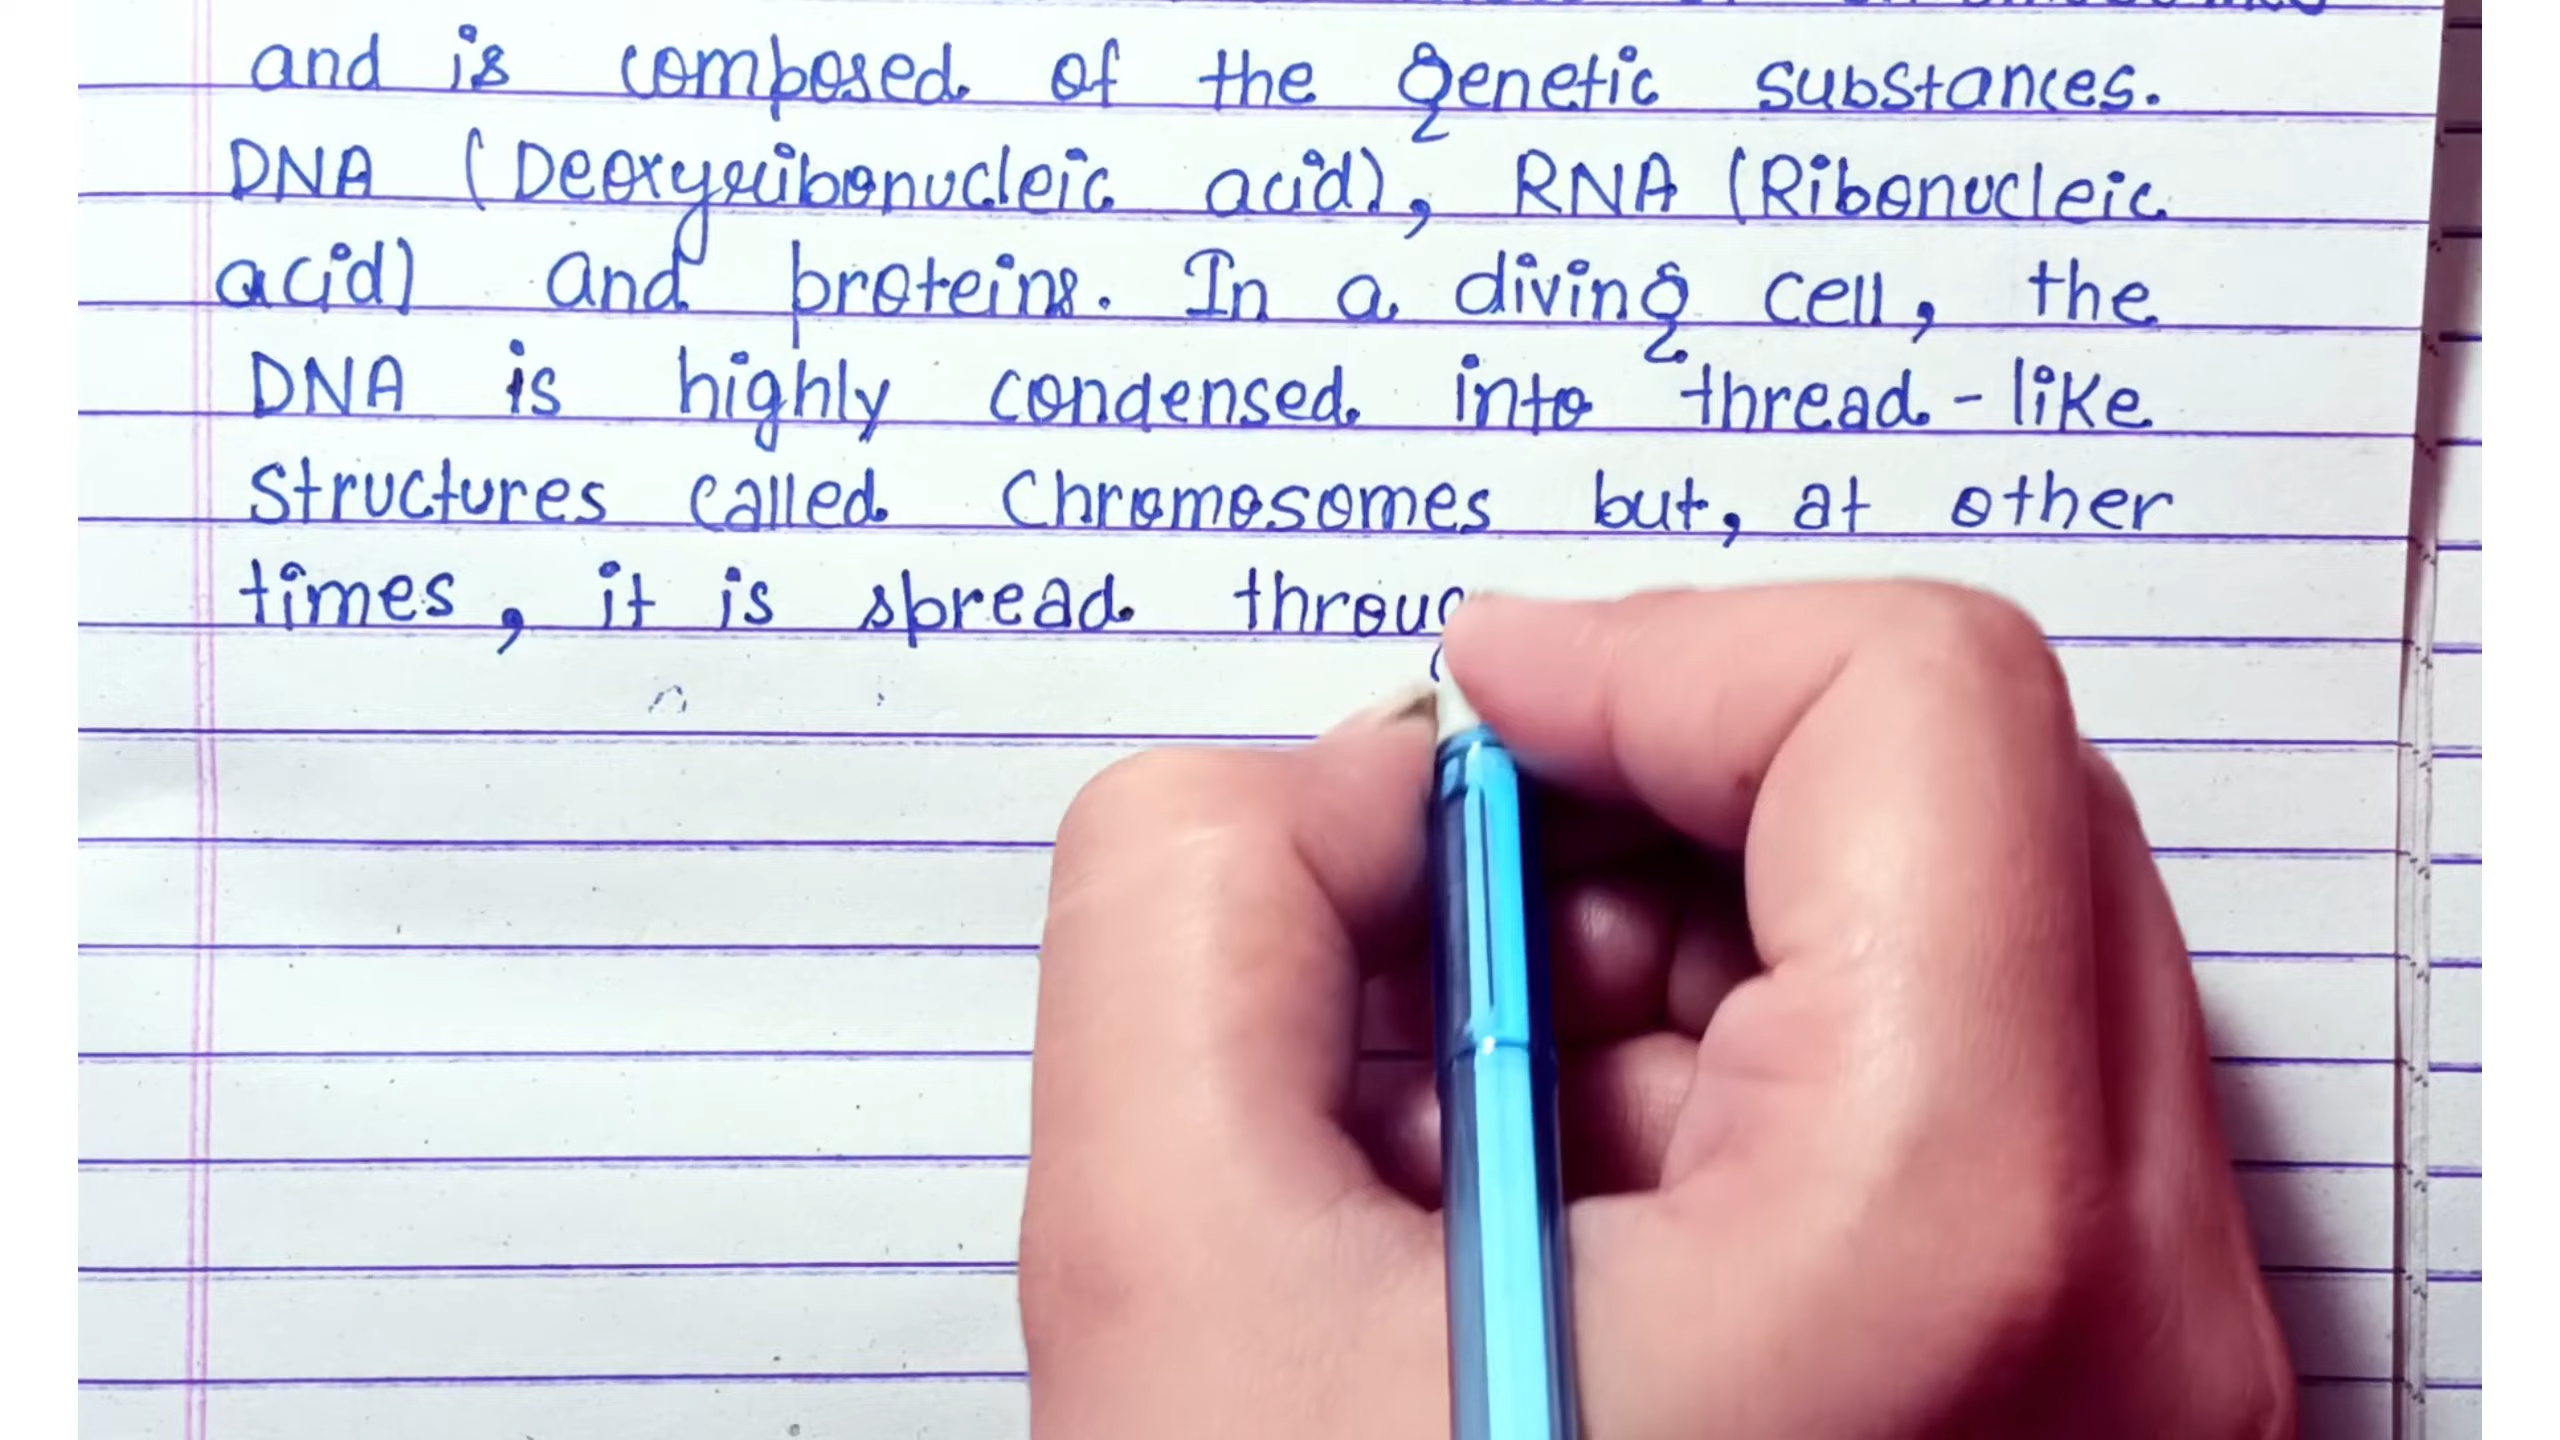 and is composed of the genetic substances.
DNA (Deoxyribonucleic acid), RNA (Ribonucleic
acid) and proteins. In a diving cell, the
DNA is highly condensed into thread-like
Structures called Chromosomes but, at other
times, it is spread throug